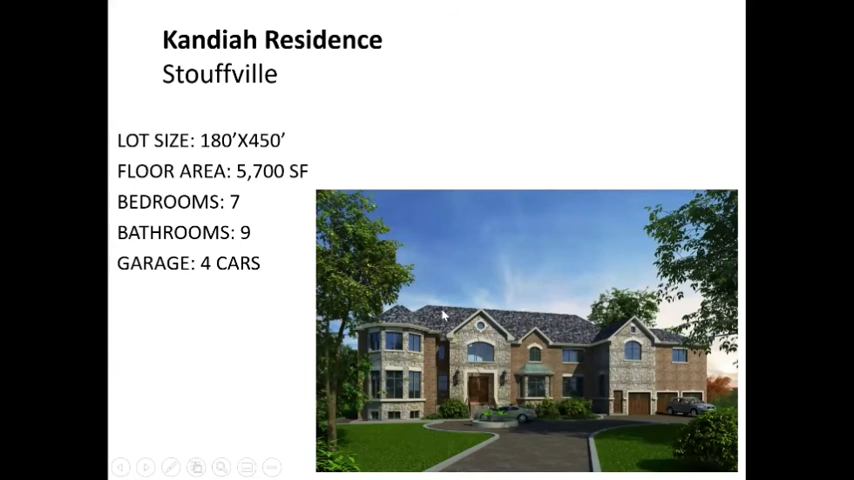 Kandiah Residence
Stouffville
LOT SIZE: 180’X450’
FLOOR AREA: 5,700 SF
BEDROOMS: 7
BATHROOMS: 9
GARAGE: 4 CARS